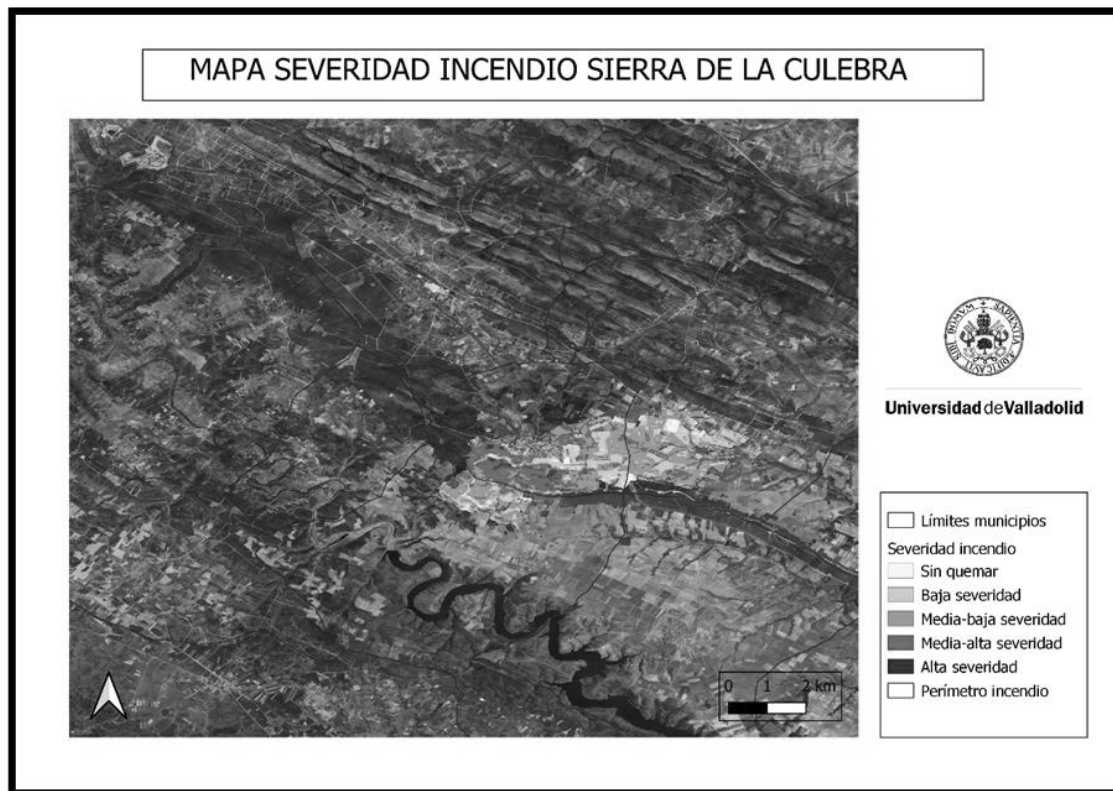 MAPA SEVERIDAD INCENDIO SIERRA DE LA CULEBRA
Universidad de Valladolid
Límites municipios
Severidad incendio
Sin quemar
Baja severidad
Media-baja severidad
Media-alta severidad
Alta severidad
Perímetro incendio
0 1 2 km